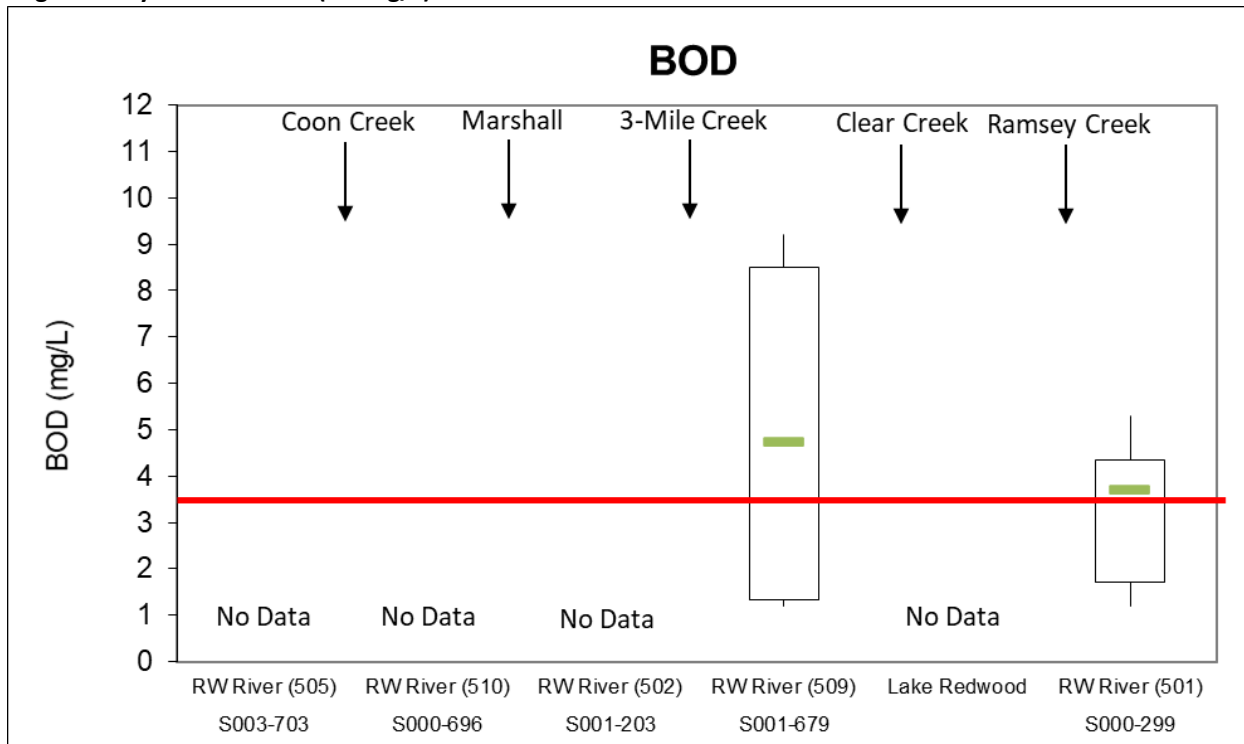 BOD
12
11
10
9
8
7
6
5
4
3
2
1
0
BOD (mg/L)
Coon Creek
Marshall
3-Mile Creek
Clear Creek
Ramsey Creek
No Data
No Data
No Data
No Data
RW River (505)
S003-703
RW River (510)
S000-696
RW River (502)
S001-203
RW River (509)
S001-679
Lake Redwood
RW River (501)
S000-299